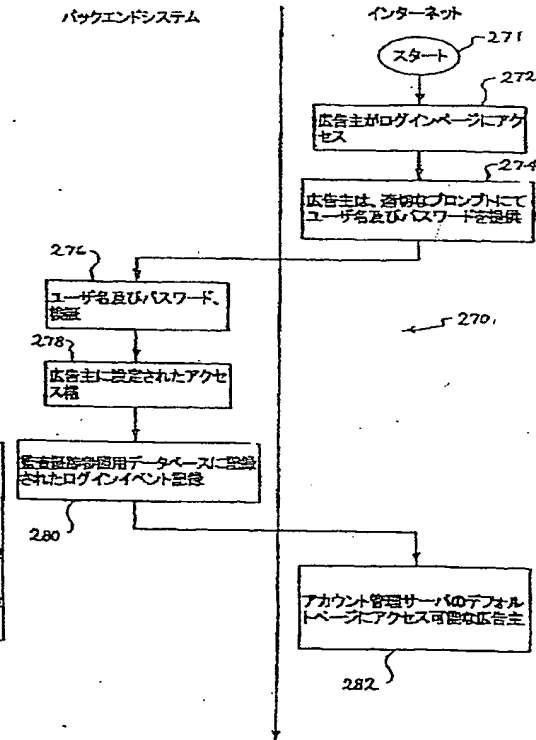 バックエンドシステム
インターネット
スタート
271
272
広告主がログインページにアク
セス
274
広告主は、適切なプロンプトにて
ユーザ名及びパスワードを提供
276
ユーザ名及びパスワード、
検証
270
278
広告主に設定されたアクセ
ス権
監査証跡参照用データベースに記録
されたログインイベント記録
280
アカウント管理サーバのデフォル
トページにアクセス可能な広告主
282